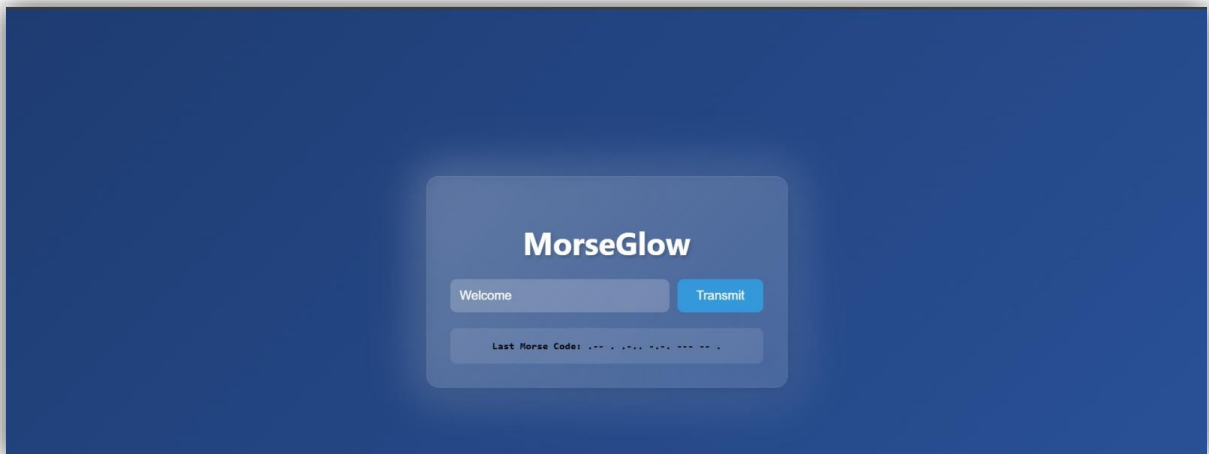 MorseGlow
Welcome
Transmit
Last Morse Code: .-- . .-.. -.-. --- -- .